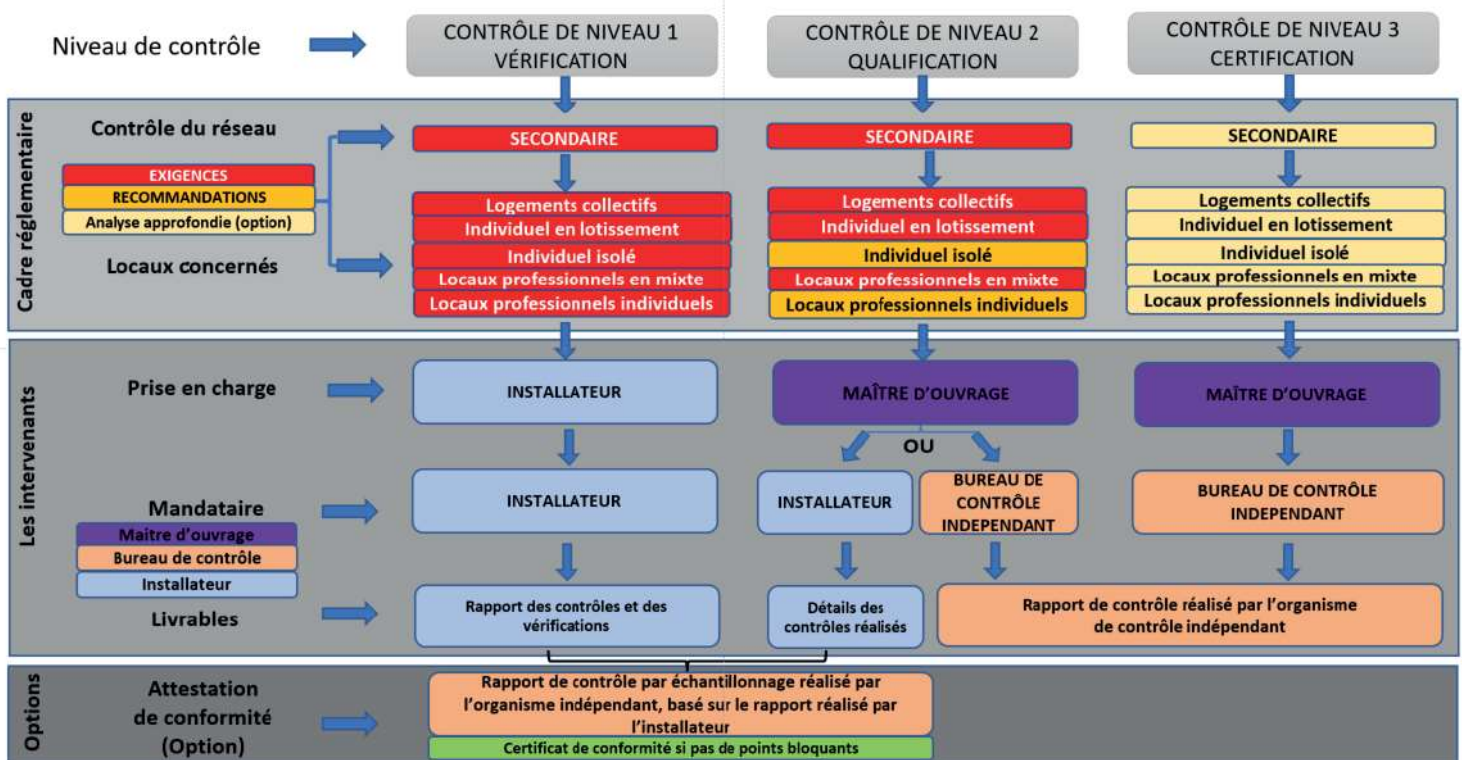 Niveau de contrôle
CONTRÔLE DE NIVEAU 1
VÉRIFICATION
CONTRÔLE DE NIVEAU 2
QUALIFICATION
CONTRÔLE DE NIVEAU 3
CERTIFICATION
Cadre réglementaire
Contrôle du réseau
EXIGENCES
RECOMMANDATIONS
Analyse approfondie (option)
Locaux concernés
SECONDAIRE
Logements collectifs
Individuel en lotissement
Individuel isolé
Locaux professionnels en mixte
Locaux professionnels individuels
SECONDAIRE
Logements collectifs
Individuel en lotissement
Individuel isolé
Locaux professionnels en mixte
Locaux professionnels individuels
SECONDAIRE
Logements collectifs
Individuel en lotissement
Individuel isolé
Locaux professionnels en mixte
Locaux professionnels individuels
Les intervenants
Prise en charge
INSTALLATEUR
MAÎTRE D'OUVRAGE
MAÎTRE D'OUVRAGE
OU
Mandataire
Maitre d'ouvrage
Bureau de contrôle
Installateur
INSTALLATEUR
INSTALLATEUR
BUREAU DE
CONTRÔLE
INDEPENDANT
BUREAU DE CONTRÔLE
INDEPENDANT
Livrables
Rapport des contrôles et des
vérifications
Détails des
contrôles réalisés
Rapport de contrôle réalisé par l'organisme
de contrôle indépendant
Options
Attestation
de conformité
(Option)
Rapport de contrôle par échantillonnage réalisé par
l'organisme indépendant, basé sur le rapport réalisé par
l'installateur
Certificat de conformité si pas de points bloquants